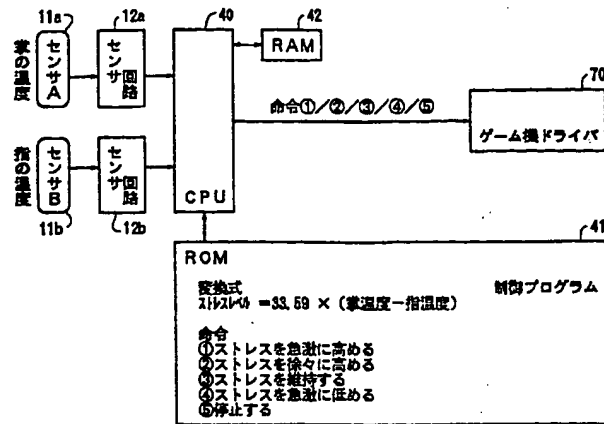 11a
12a
40
42
掌の温度
センサA
センサ回路
RAM
70
命令①/②/③/④/⑤
ゲーム機ドライバ
指の温度
センサB
センサ回路
CPU
11b
12b
41
ROM
変換式
制御プログラム
ストレスレベル =33.59 × (掌温度−指温度)
命令
①ストレスを急激に高める
②ストレスを徐々に高める
③ストレスを維持する
④ストレスを急激に低める
⑤停止する